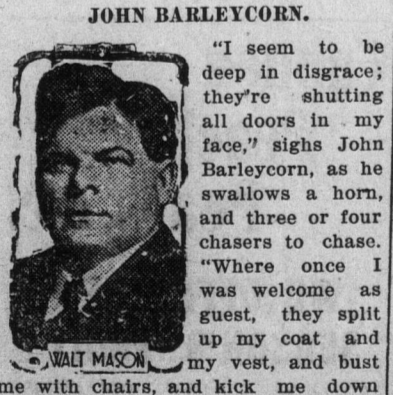 JOHN BARLEYCORN.
"I seem to be
deep in disgrace;
they're shutting
all doors in my
face," sighs John
Barleycorn, as he
swallows a horn,
and three or four
chasers to chase.
"Where once I
was welcome as
guest, they split
up my coat and
my vest, and bust
me with chairs, and kick me down
WALT MASON